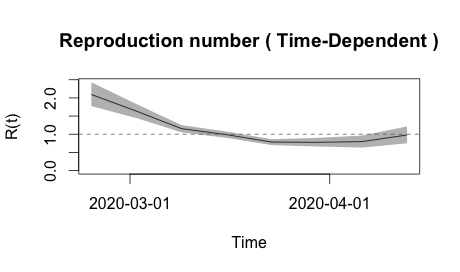 Reproduction number ( Time-Dependent )
R(t)
2.0
1.0
0.0
2020-03-01 2020-04-01
Time